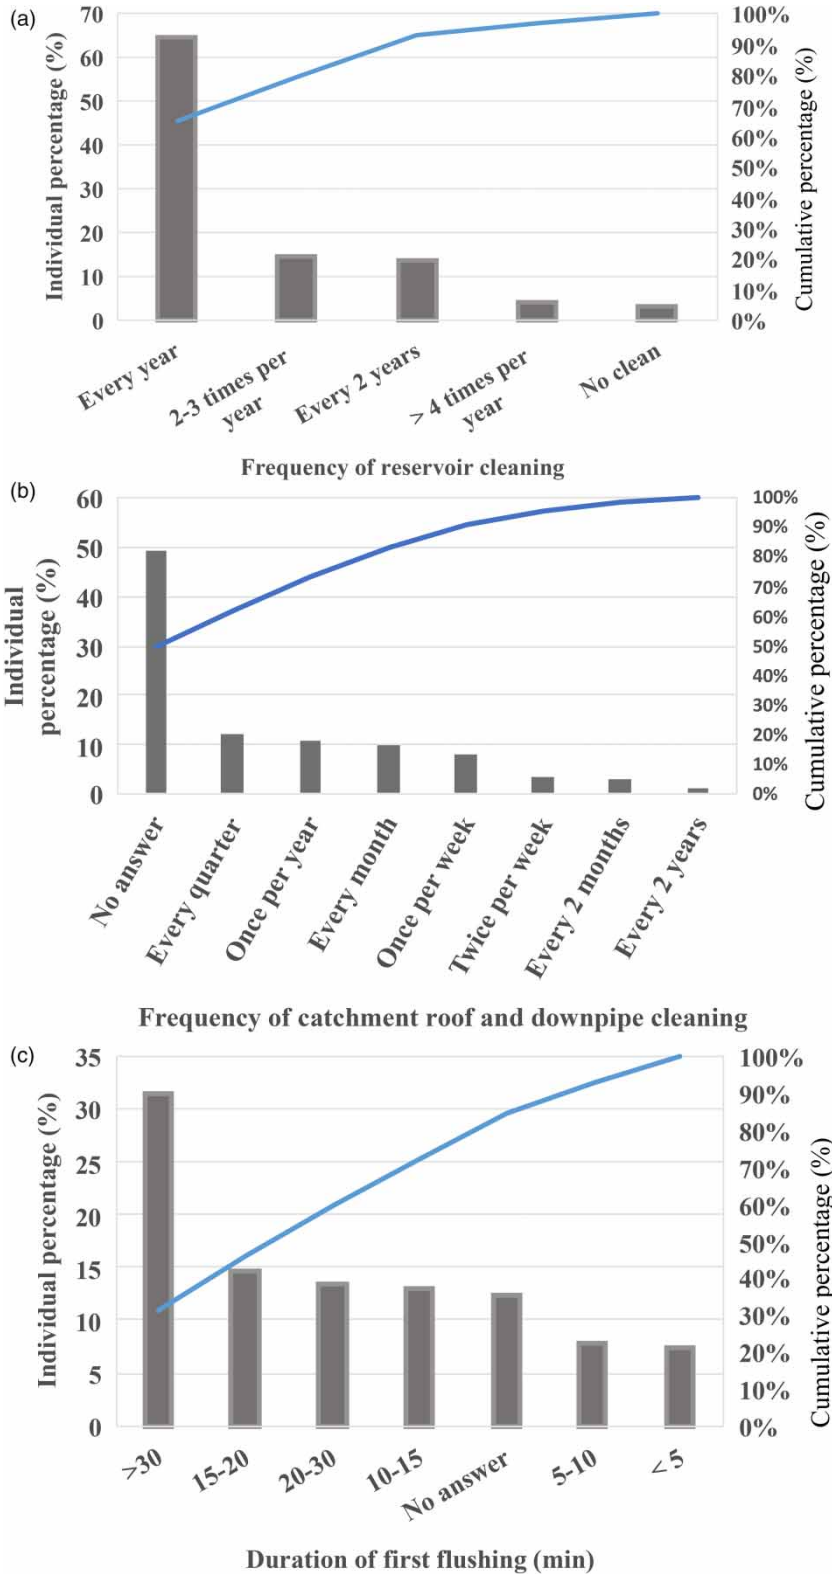 (a)
Individual percentage (%)
70
60
50
40
30
20
10
0
100%
90%
80%
70%
60%
50%
40%
30%
20%
10%
0%
Cumulative percentage (%)
Every year
2-3 times per
year
Every 2 years
> 4 times per
year
No clean
Frequency of reservoir cleaning
(b)
Individual
percentage (%)
60
50
40
30
20
10
0
100%
90%
80%
70%
60%
50%
40%
30%
20%
10%
0%
Cumulative percentage (%)
No answer
Every quarter
Once per year
Every month
Once per week
Twice per week
Every 2 months
Every 2 years
Frequency of catchment roof and downpipe cleaning
(c)
Individual percentage (%)
35
30
25
20
15
10
5
0
100%
90%
80%
70%
60%
50%
40%
30%
20%
10%
0%
Cumulative percentage (%)
>30
15-20
20-30
10-15
No answer
5-10
< 5
Duration of first flushing (min)